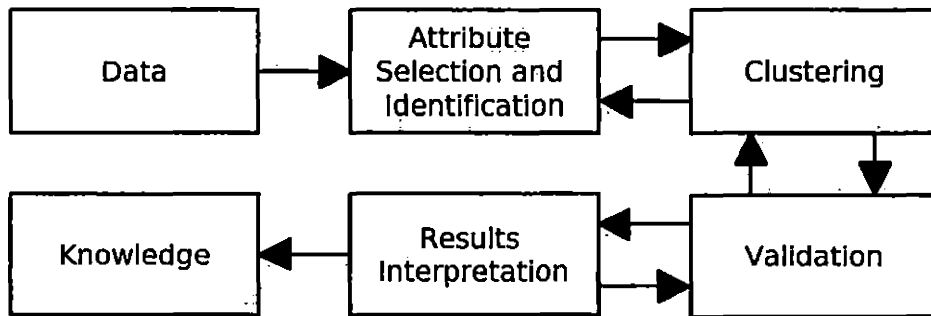 Data
Attribute
Selection and
Identification
Clustering
Knowledge
Results
Interpretation
Validation